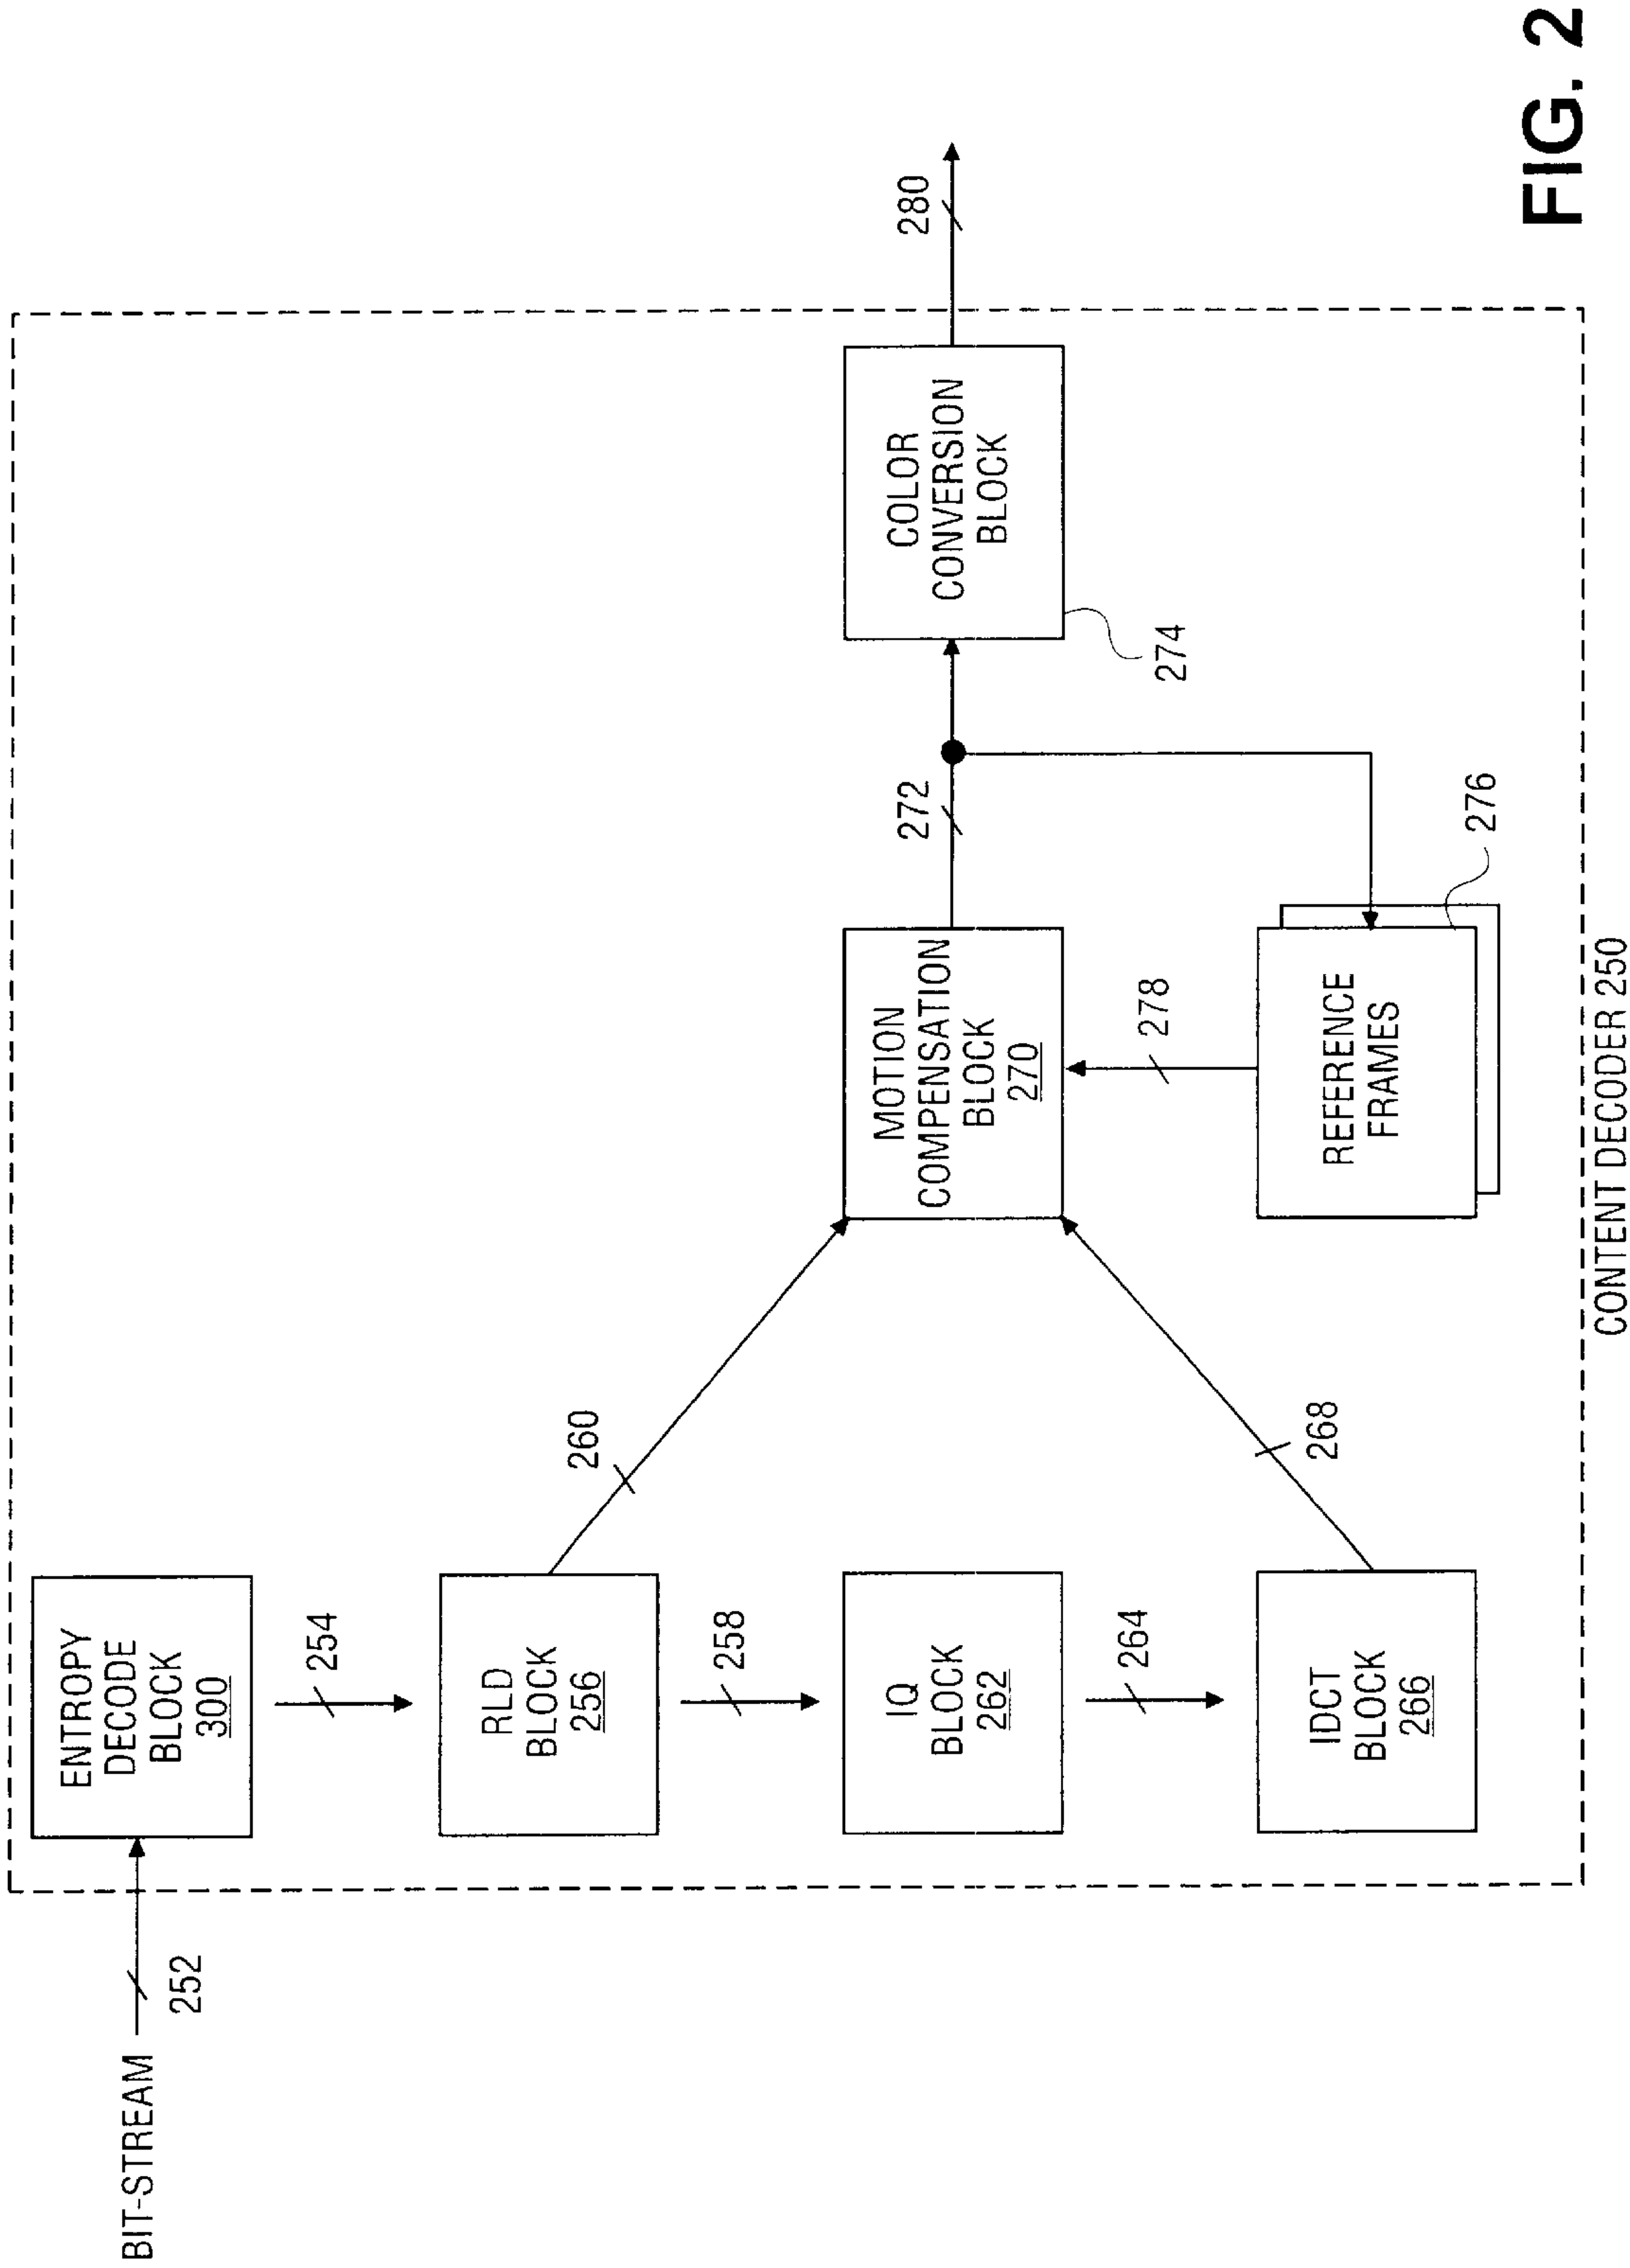 BIT-STREAM
252
ENTROPY
DECODE
BLOCK
300
254
RLD
BLOCK
256
258
IQ
BLOCK
262
264
IDCT
BLOCK
266
260
268
MOTION
COMPENSATION
BLOCK
270
278
REFERENCE
FRAMES
276
272
COLOR
CONVERSION
BLOCK
274
280
CONTENT DECODER 250
FIG. 2